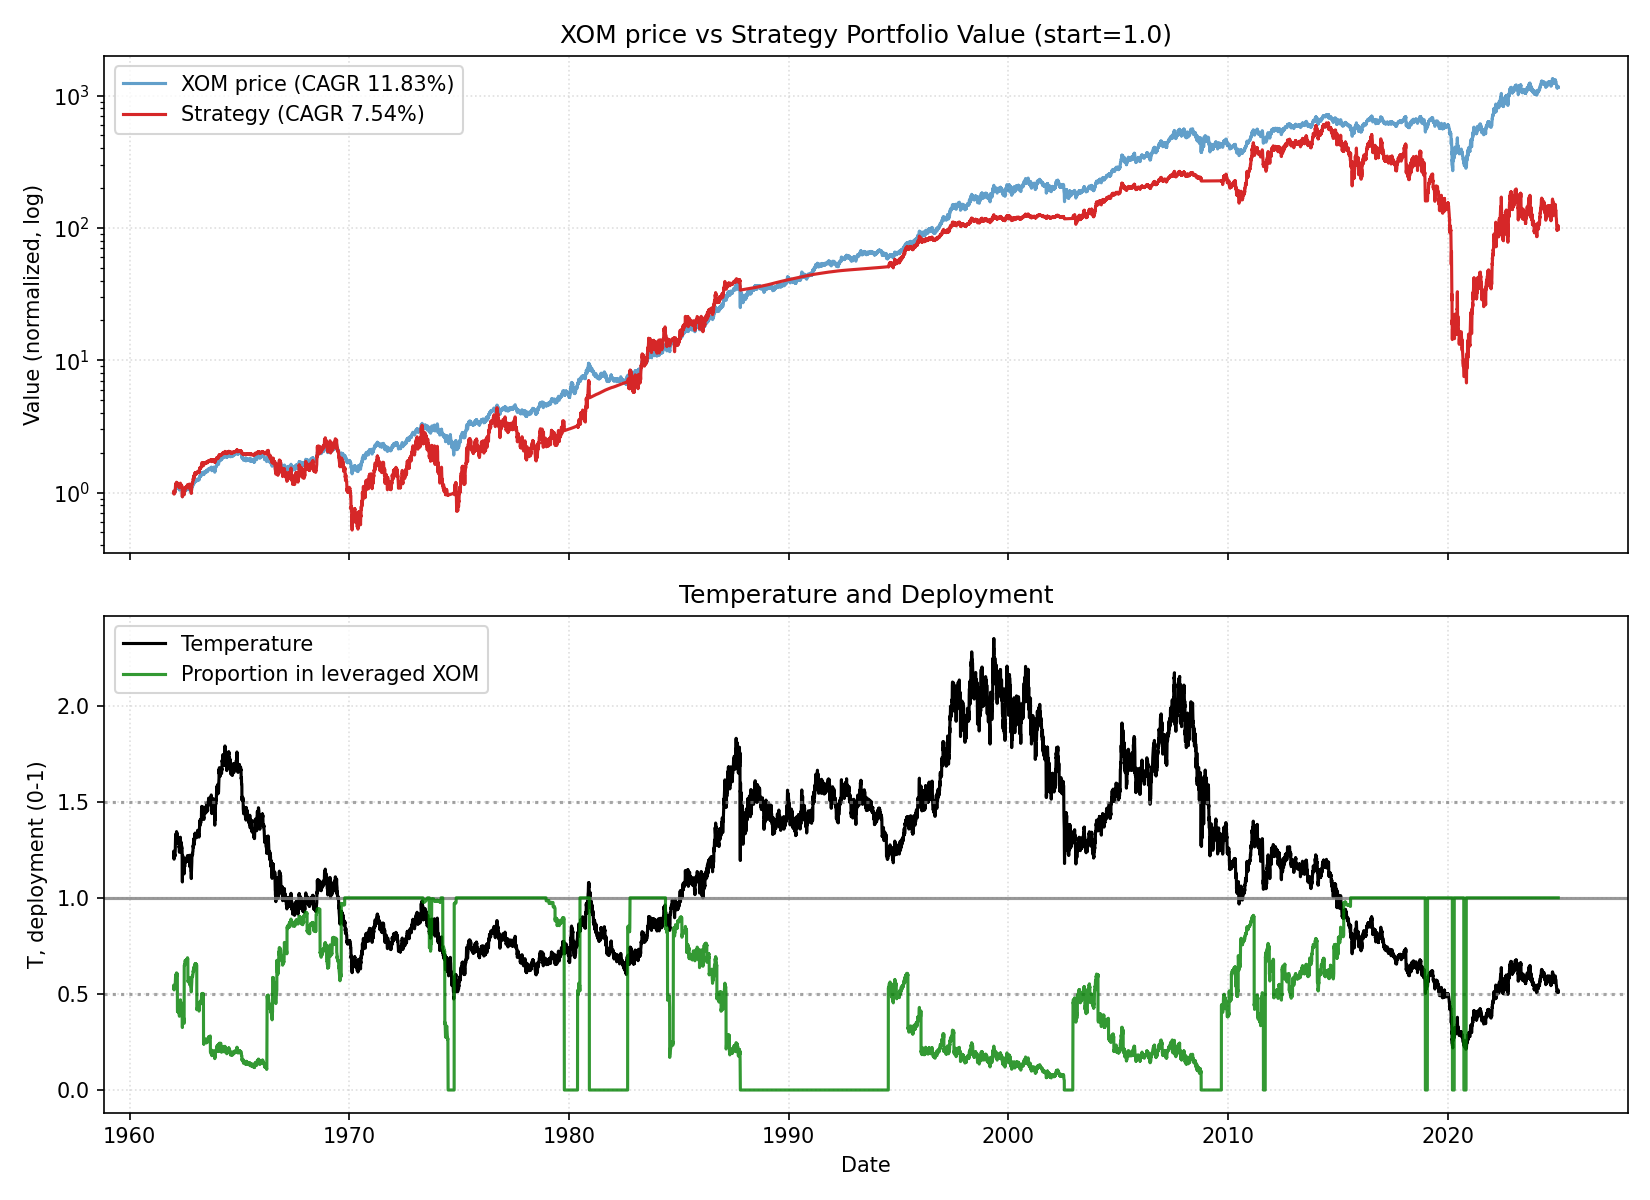 XOM price vs Strategy Portfolio Value (start=1.0)
XOM price (CAGR 11.83%)
Strategy (CAGR 7.54%)
Value (normalized, log)
10³
10²
10¹
10⁰
Temperature and Deployment
Temperature
Proportion in leveraged XOM
T, deployment (0-1)
2.0
1.5
1.0
0.5
0.0
1960 1970 1980 1990 2000 2010 2020
Date